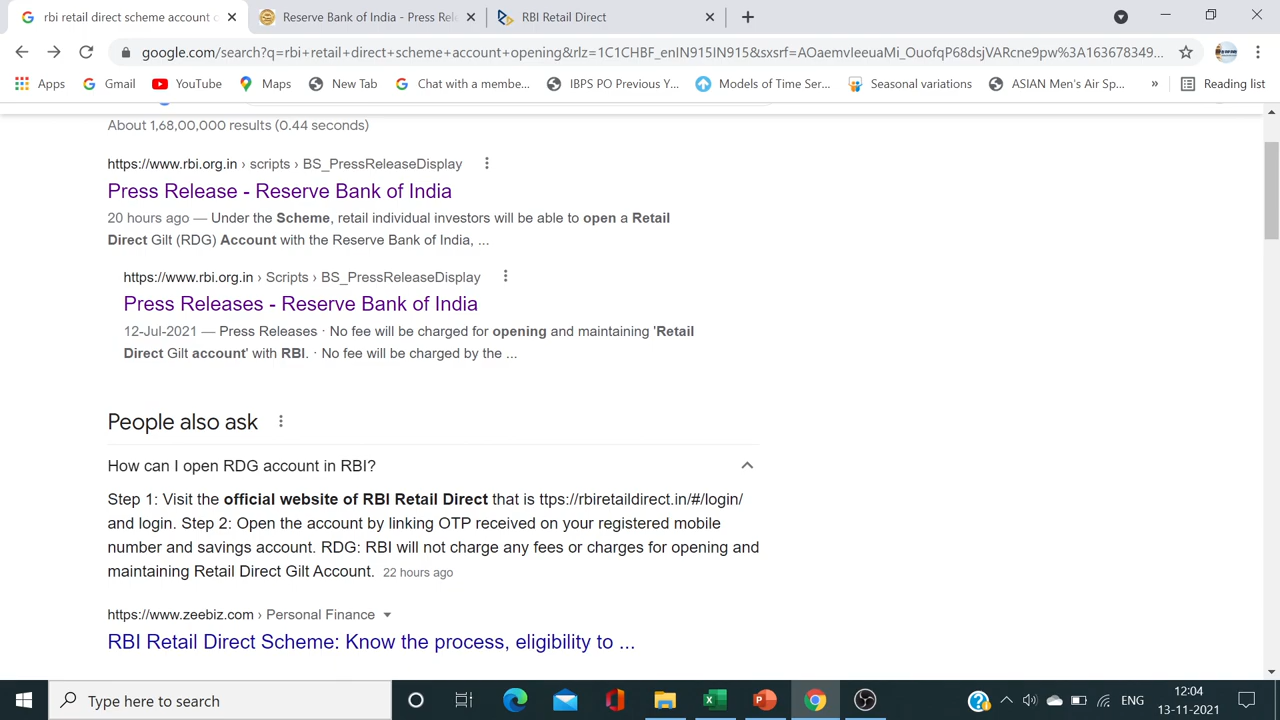 rbi retail direct scheme account o
Reserve Bank of India - Press Rel
RBI Retail Direct
google.com/search?q=rbi+retail+direct+scheme+account+opening&rlz=1C1CHBF_enIN915IN915&sxsrf=AOaemvIeeuaMi_OuofqP68dsjVARcne9pw%3A163678349...
Apps
Gmail
YouTube
Maps
New Tab
Chat with a membe...
IBPS PO Previous Y...
Models of Time Ser...
Seasonal variations
ASIAN Men's Air Sp...
»
Reading list
About 1,68,00,000 results (0.44 seconds)
https://www.rbi.org.in › scripts › BS_PressReleaseDisplay
Press Release - Reserve Bank of India
20 hours ago — Under the Scheme, retail individual investors will be able to open a Retail
Direct Gilt (RDG) Account with the Reserve Bank of India, ...
https://www.rbi.org.in › Scripts › BS_PressReleaseDisplay
Press Releases - Reserve Bank of India
12-Jul-2021 — Press Releases · No fee will be charged for opening and maintaining 'Retail
Direct Gilt account' with RBI. · No fee will be charged by the ...
People also ask
How can I open RDG account in RBI?
Step 1: Visit the official website of RBI Retail Direct that is ttps://rbiretaildirect.in/#/login/
and login. Step 2: Open the account by linking OTP received on your registered mobile
number and savings account. RDG: RBI will not charge any fees or charges for opening and
maintaining Retail Direct Gilt Account. 22 hours ago
https://www.zeebiz.com › Personal Finance
RBI Retail Direct Scheme: Know the process, eligibility to ...
Type here to search
ENG
12:04
13-11-2021